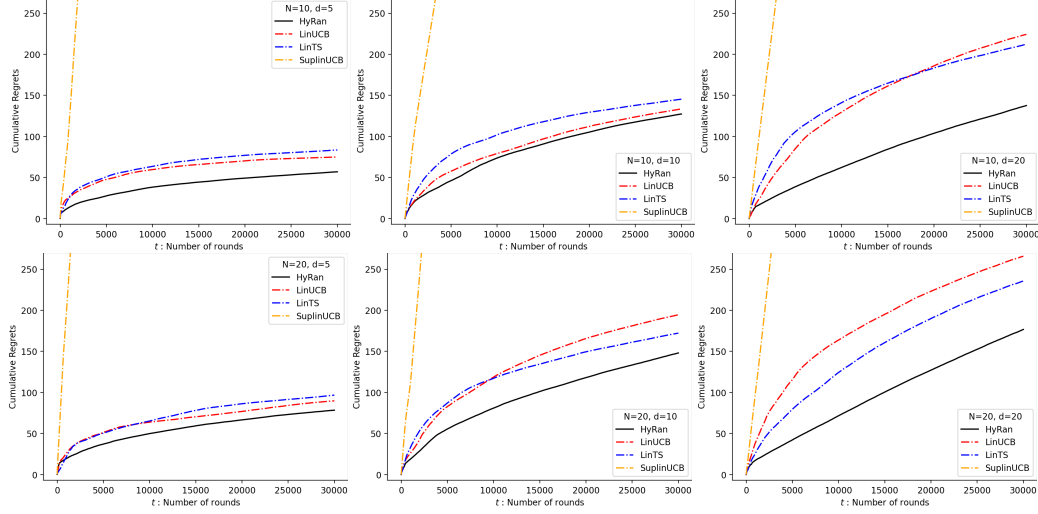 N=10, d=5
HyRan
LinUCB
LinTS
SuplinUCB
250
200
150
100
50
0
Cumulative Regrets
0 5000 10000 15000 20000 25000 30000
t : Number of rounds
N=10, d=10
HyRan
LinUCB
LinTS
SuplinUCB
250
200
150
100
50
0
Cumulative Regrets
0 5000 10000 15000 20000 25000 30000
t : Number of rounds
N=10, d=20
HyRan
LinUCB
LinTS
SuplinUCB
250
200
150
100
50
0
Cumulative Regrets
0 5000 10000 15000 20000 25000 30000
t : Number of rounds
N=20, d=5
HyRan
LinUCB
LinTS
SuplinUCB
250
200
150
100
50
0
Cumulative Regrets
0 5000 10000 15000 20000 25000 30000
t : Number of rounds
N=20, d=10
HyRan
LinUCB
LinTS
SuplinUCB
250
200
150
100
50
0
Cumulative Regrets
0 5000 10000 15000 20000 25000 30000
t : Number of rounds
N=20, d=20
HyRan
LinUCB
LinTS
SuplinUCB
250
200
150
100
50
0
Cumulative Regrets
0 5000 10000 15000 20000 25000 30000
t : Number of rounds